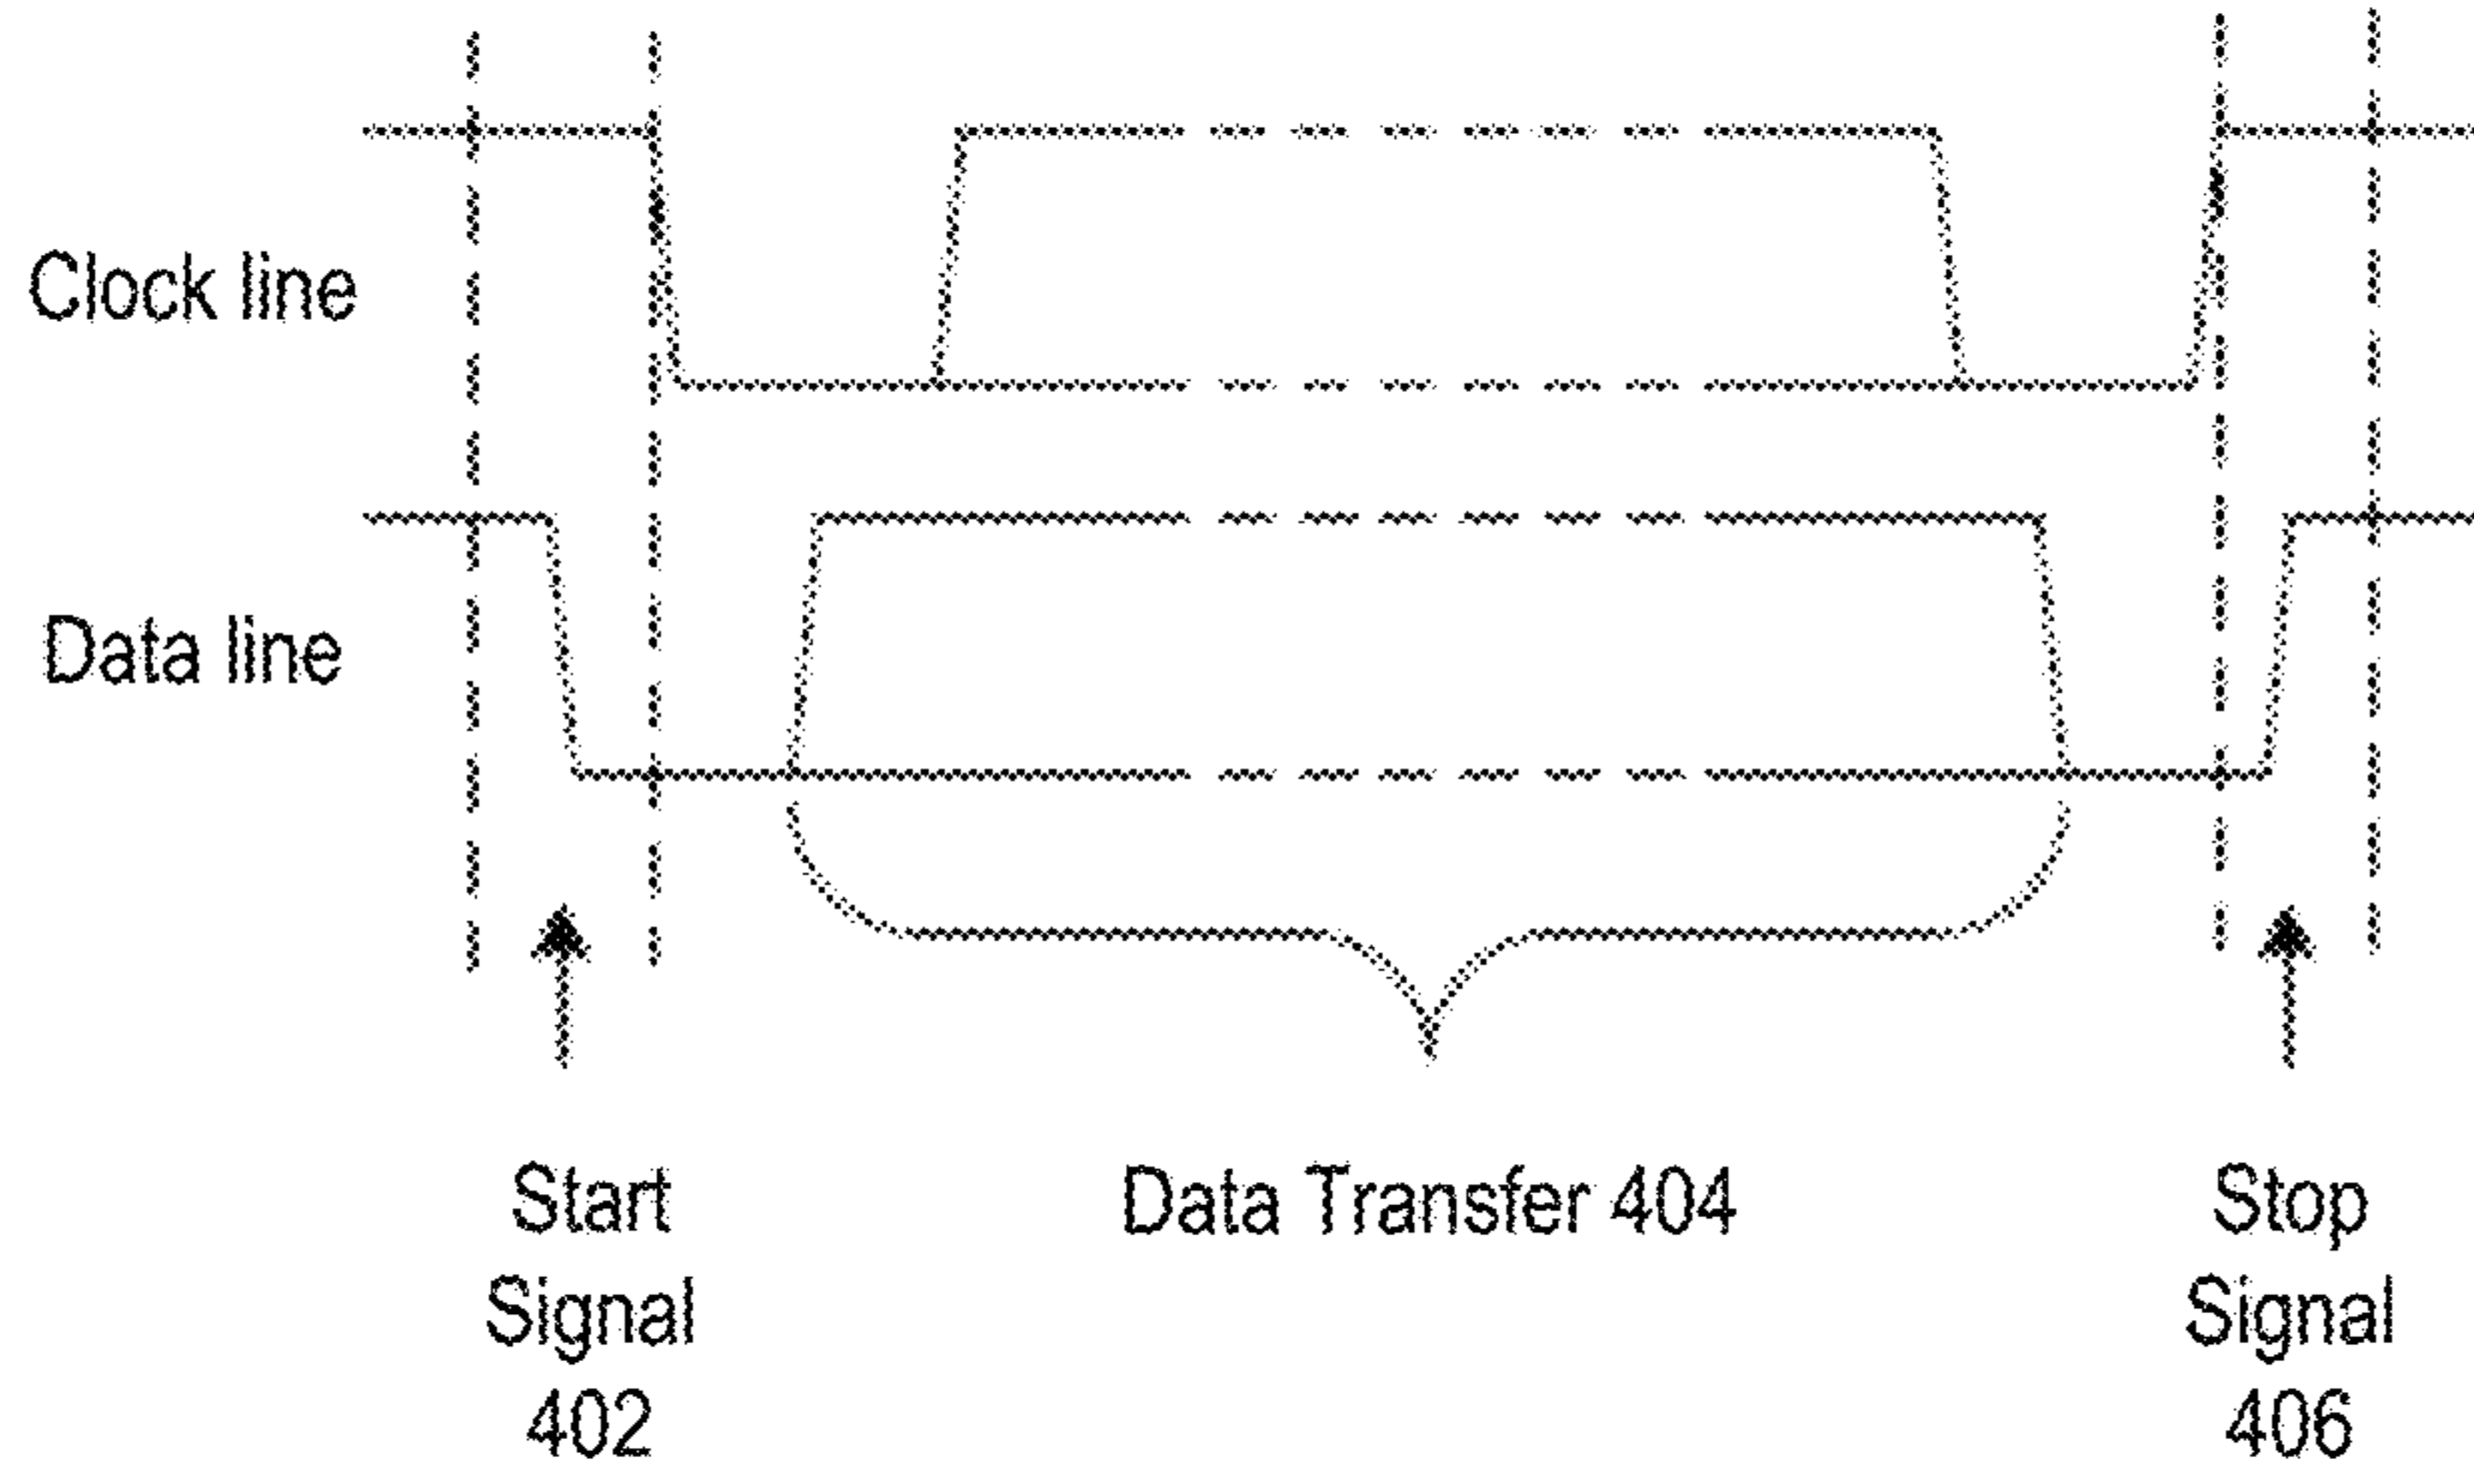 Clock line
Data line
Start
Signal
402
Data Transfer 404
Stop
Signal
406